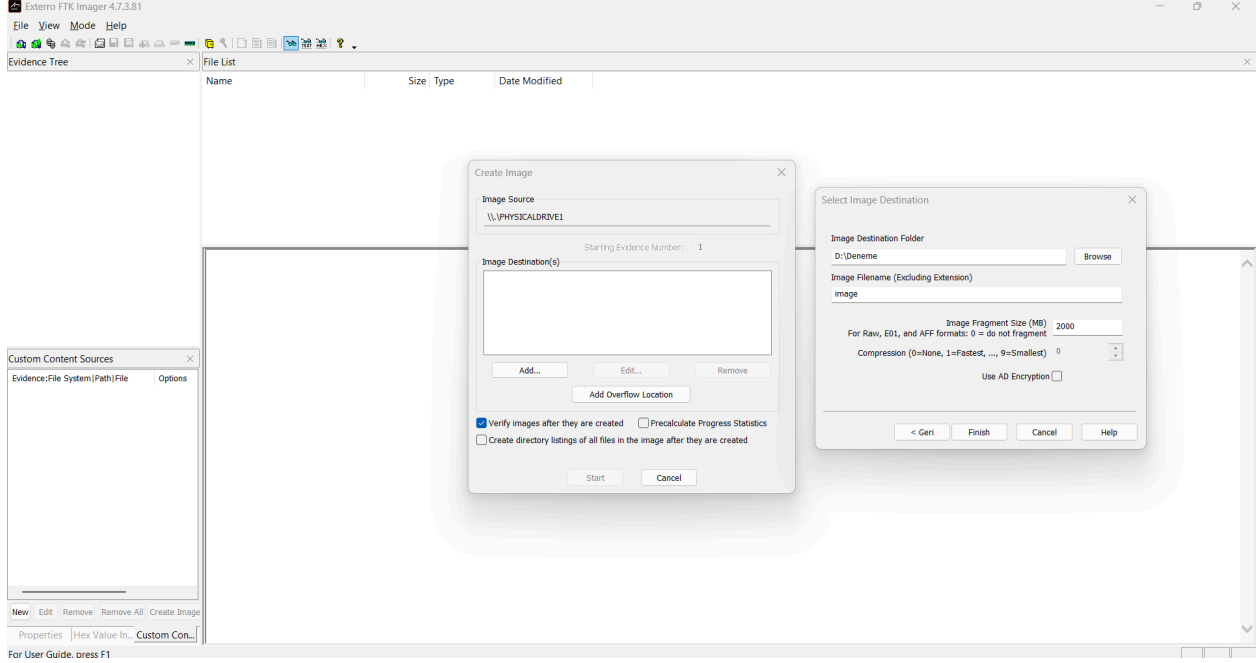 Exterro FTK Imager 4.7.3.81
File View Mode Help
Evidence Tree
File List
Name Size Type Date Modified
Create Image
Image Source
\\.\PHYSICALDRIVE1
Starting Evidence Number: 1
Image Destination(s)
Add... Edit... Remove
Add Overflow Location
Verify images after they are created Precalculate Progress Statistics
Create directory listings of all files in the image after they are created
Start Cancel
Select Image Destination
Image Destination Folder
D:\Deneme Browse
Image Filename (Excluding Extension)
image
Image Fragment Size (MB) 2000
For Raw, E01, and AFF formats: 0 = do not fragment
Compression (0=None, 1=Fastest, ..., 9=Smallest) 0
Use AD Encryption
< Geri Finish Cancel Help
Custom Content Sources
Evidence:File System|Path|File Options
New Edit Remove Remove All Create Image
Properties Hex Value In... Custom Con...
For User Guide, press F1